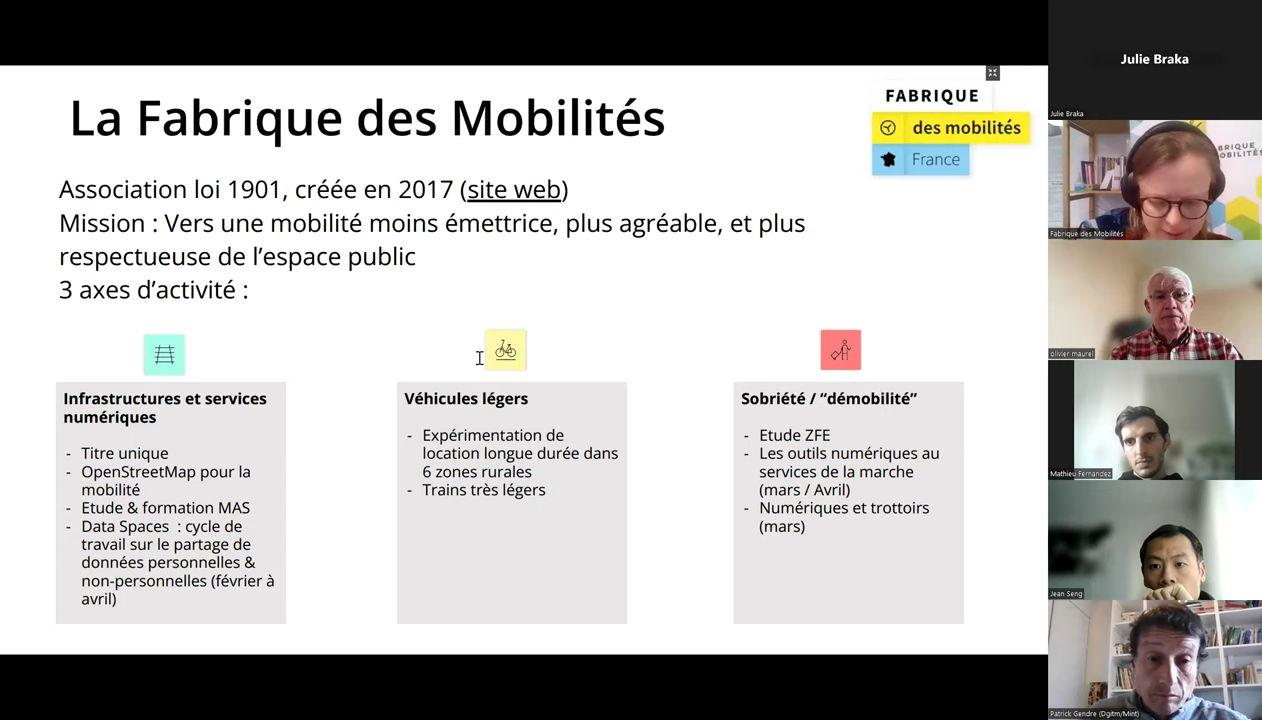 La Fabrique des Mobilités
FABRIQUE
des mobilités
France
Association loi 1901, créée en 2017 (site web)
Mission : Vers une mobilité moins émettrice, plus agréable, et plus
respectueuse de l’espace public
3 axes d’activité :
Infrastructures et services
numériques
- Titre unique
- OpenStreetMap pour la
mobilité
- Etude & formation MAS
- Data Spaces : cycle de
travail sur le partage de
données personnelles &
non-personnelles (février à
avril)
Véhicules légers
- Expérimentation de
location longue durée dans
6 zones rurales
- Trains très légers
Sobriété / “démobilité”
- Etude ZFE
- Les outils numériques au
services de la marche
(mars / Avril)
- Numériques et trottoirs
(mars)
Julie Braka
Julie Braka
BRIQUE
MOBILITÉS
Fabrique des Mobilités
olivier maurel
Mathieu Fernandez
Jean Seng
Patrick Gendre (Dgitm/Mint)